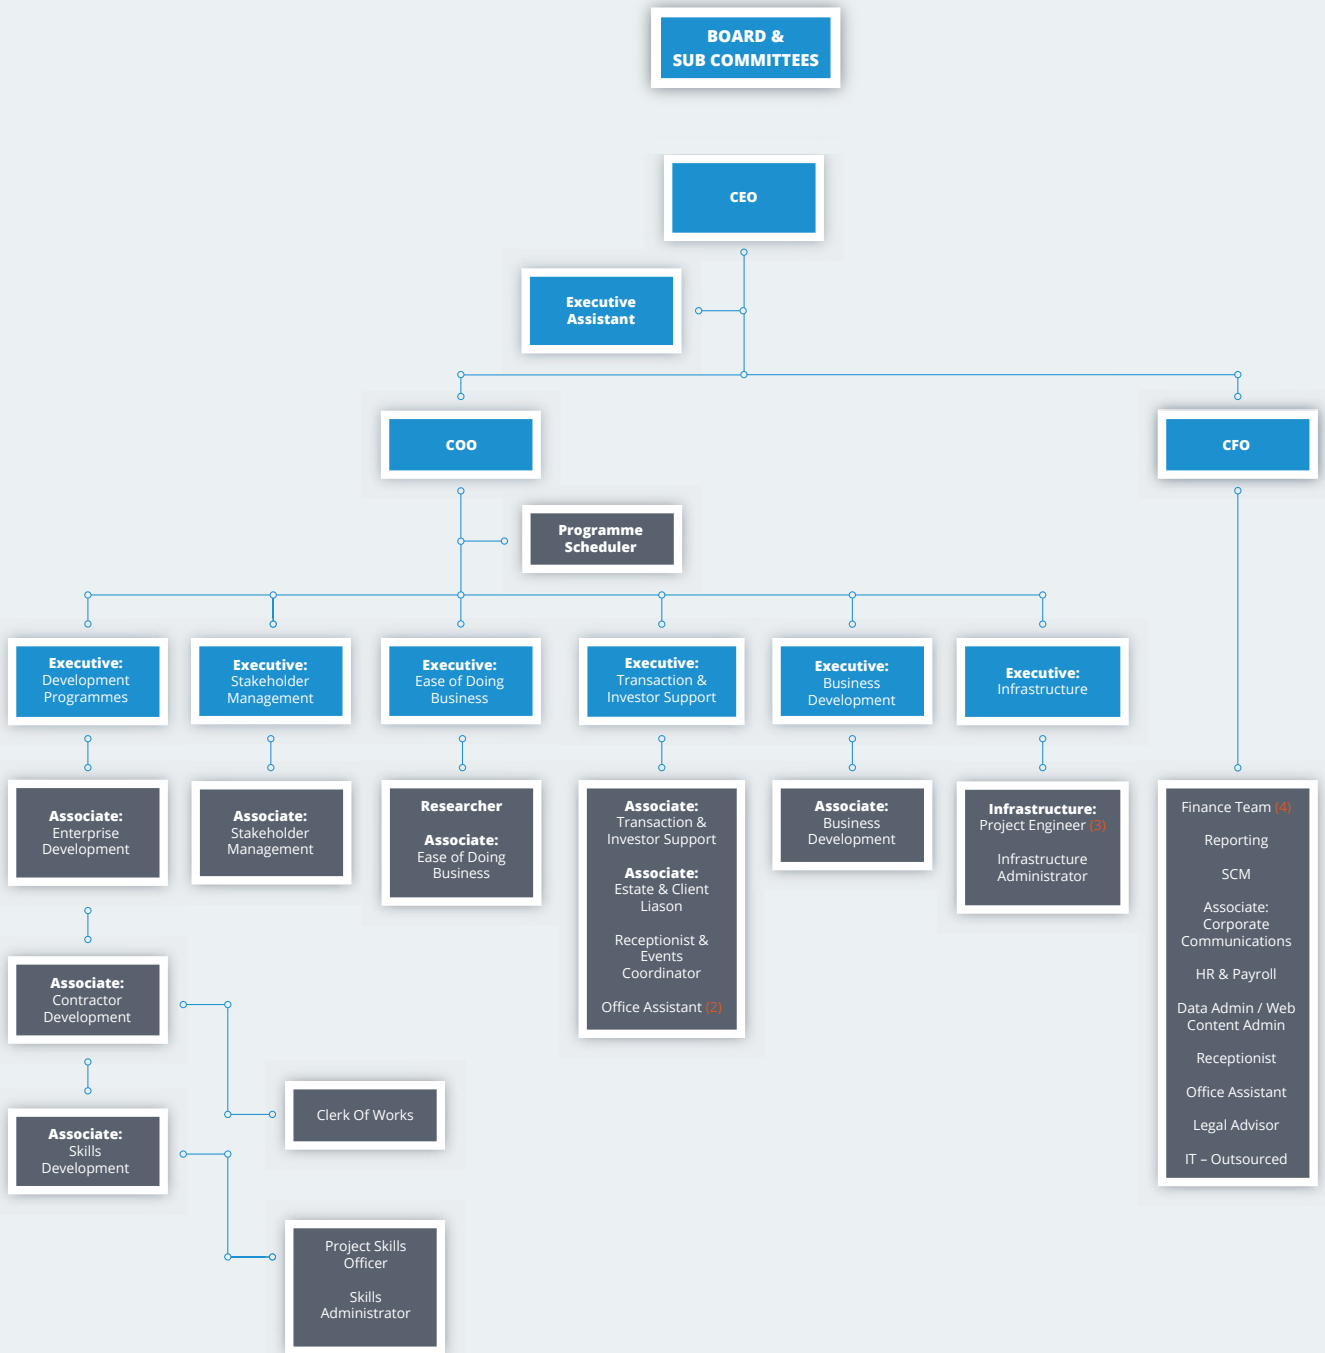 BOARD &
SUB COMMITTEES
CEO
Executive
Assistant
COO
CFO
Programme
Scheduler
Executive:
Development
Programmes
Executive:
Stakeholder
Management
Executive:
Ease of Doing
Business
Executive:
Transaction &
Investor Support
Executive:
Business
Development
Executive:
Infrastructure
Associate:
Enterprise
Development
Associate:
Stakeholder
Management
Researcher
Associate:
Ease of Doing
Business
Associate:
Transaction &
Investor Support
Associate:
Estate & Client
Liason
Receptionist &
Events
Coordinator
Office Assistant (2)
Associate:
Business
Development
Infrastructure:
Project Engineer (3)
Infrastructure
Administrator
Finance Team (4)
Reporting
SCM
Associate:
Corporate
Communications
HR & Payroll
Data Admin / Web
Content Admin
Receptionist
Office Assistant
Legal Advisor
IT – Outsourced
Associate:
Contractor
Development
Clerk Of Works
Associate:
Skills
Development
Project Skills
Officer
Skills
Administrator